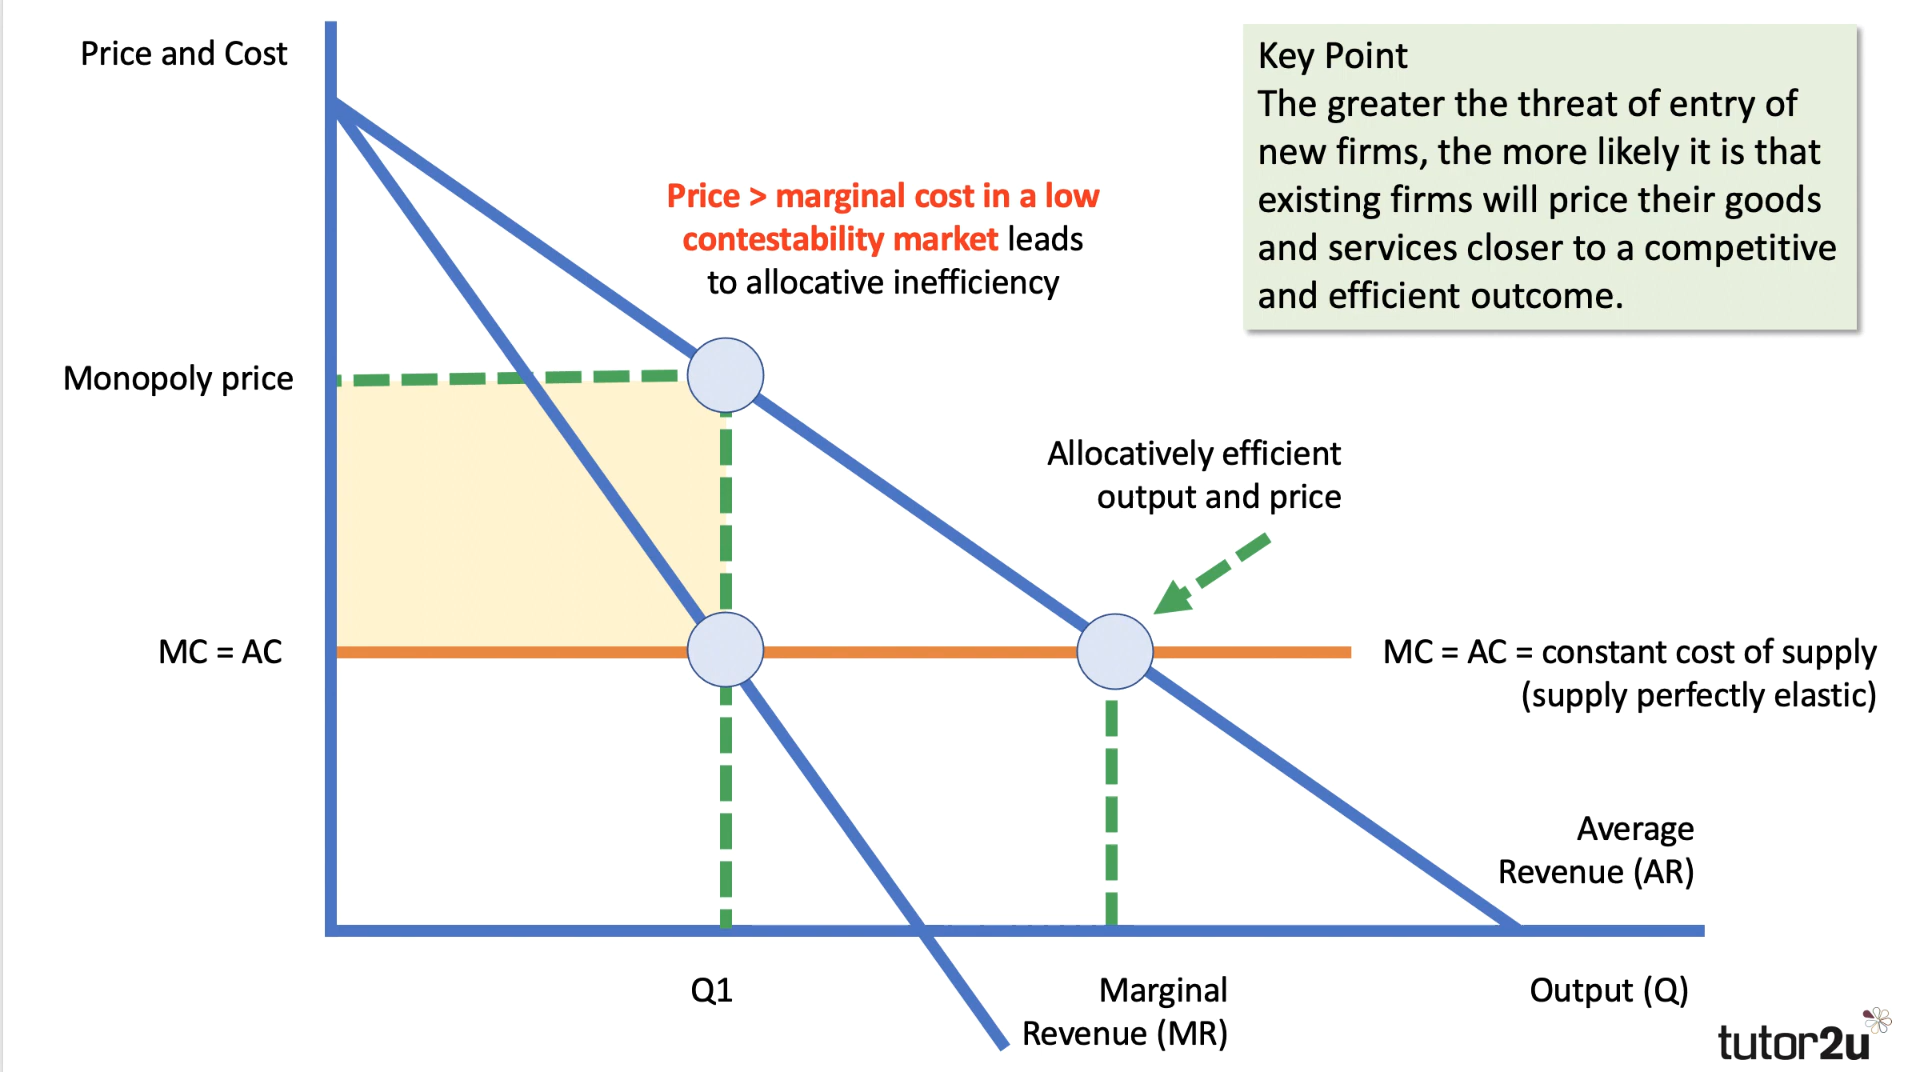 Price and Cost
Key Point
The greater the threat of entry of
new firms, the more likely it is that
existing firms will price their goods
and services closer to a competitive
and efficient outcome.
Price > marginal cost in a low
contestability market leads
to allocative inefficiency
Monopoly price
Allocatively efficient
output and price
MC = AC
MC = AC = constant cost of supply
(supply perfectly elastic)
Average
Revenue (AR)
Q1
Marginal
Revenue (MR)
Output (Q)
tutor2u